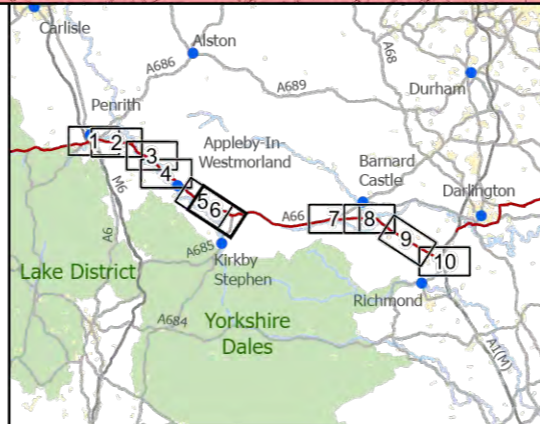 Carlisle
Alston
A68
A686
A689
Durham
Penrith
1
2
3
4
Appleby-In
Westmorland
Barnard
Castle
Darlington
M6
5
6
A66
7
8
9
10
A6
A685
Kirkby
Stephen
Lake District
Richmond
A684
Yorkshire
Dales
A1(M)